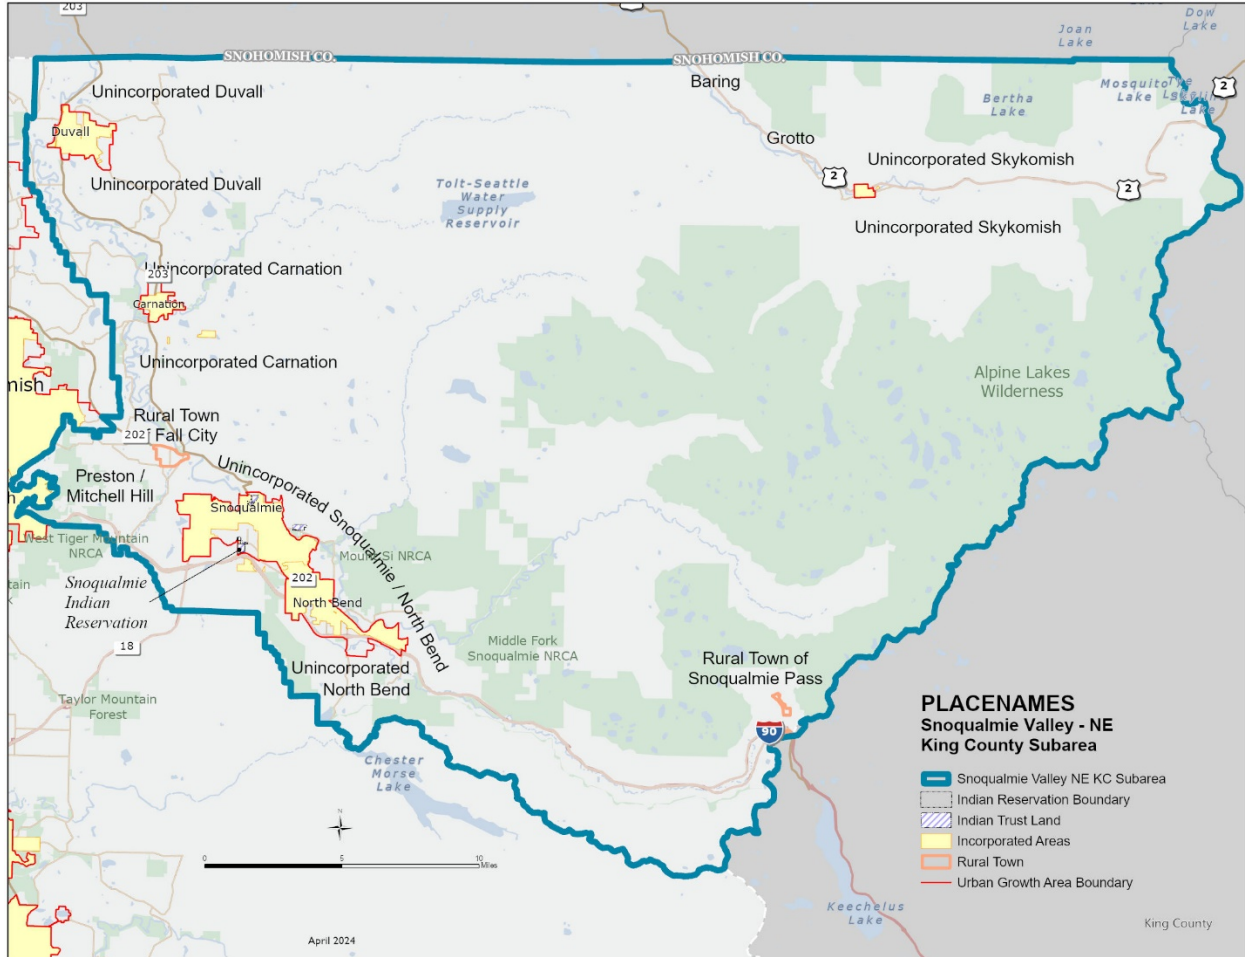 203
Dow
Lake
Joan
Lake
SNOHOMISH CO.
SNOHOMISH CO.
Baring
2
Mosquito
Lake
Bertha
Lake
Lake
Unincorporated Duvall
Duvall
Grotto
Unincorporated Skykomish
2
2
Unincorporated Duvall
Tolt-Seattle
Water
Supply
Reservoir
Unincorporated Skykomish
Unincorporated Carnation
203
Carnation
Unincorporated Carnation
Alpine Lakes
Wilderness
mish
Rural Town
Fall City
202
Preston /
Mitchell Hill
Unincorporated Snoqualmie / North Bend
Snoqualmie
West Tiger Mountain
NRCA
Mount Si NRCA
Snoqualmie
Indian
Reservation
202
North Bend
tain
18
Middle Fork
Snoqualmie NRCA
Unincorporated
North Bend
Rural Town of
Snoqualmie Pass
Taylor Mountain
Forest
90
Chester
Morse
Lake
PLACENAMES
Snoqualmie Valley - NE
King County Subarea
Snoqualmie Valley NE KC Subarea
Indian Reservation Boundary
Indian Trust Land
Incorporated Areas
Rural Town
Urban Growth Area Boundary
N
0 5 10
Miles
Keechelus
Lake
King County
April 2024